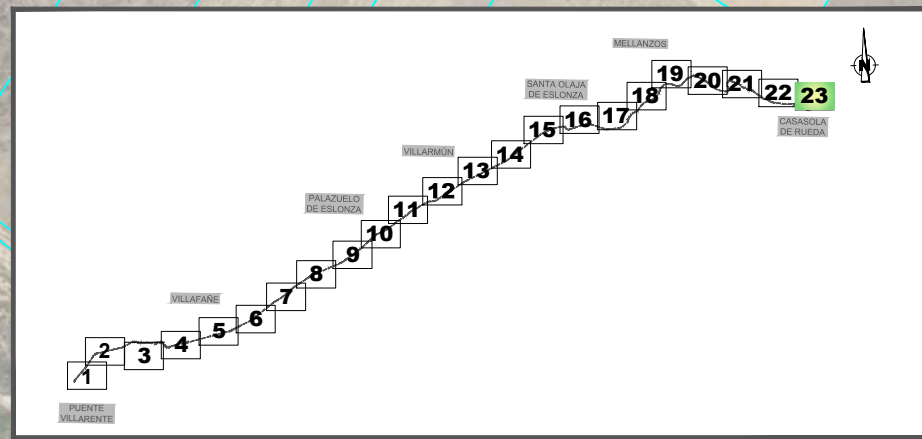 MELLANZOS
N
19
20
21
22
23
SANTA OLAJA
DE ESLONZA
18
17
16
CASASOLA
DE RUEDA
15
VILLARMÚN
14
13
12
PALAZUELO
DE ESLONZA
11
10
9
8
VILLAFAÑE
7
6
5
4
3
2
1
PUENTE
VILLARENTE